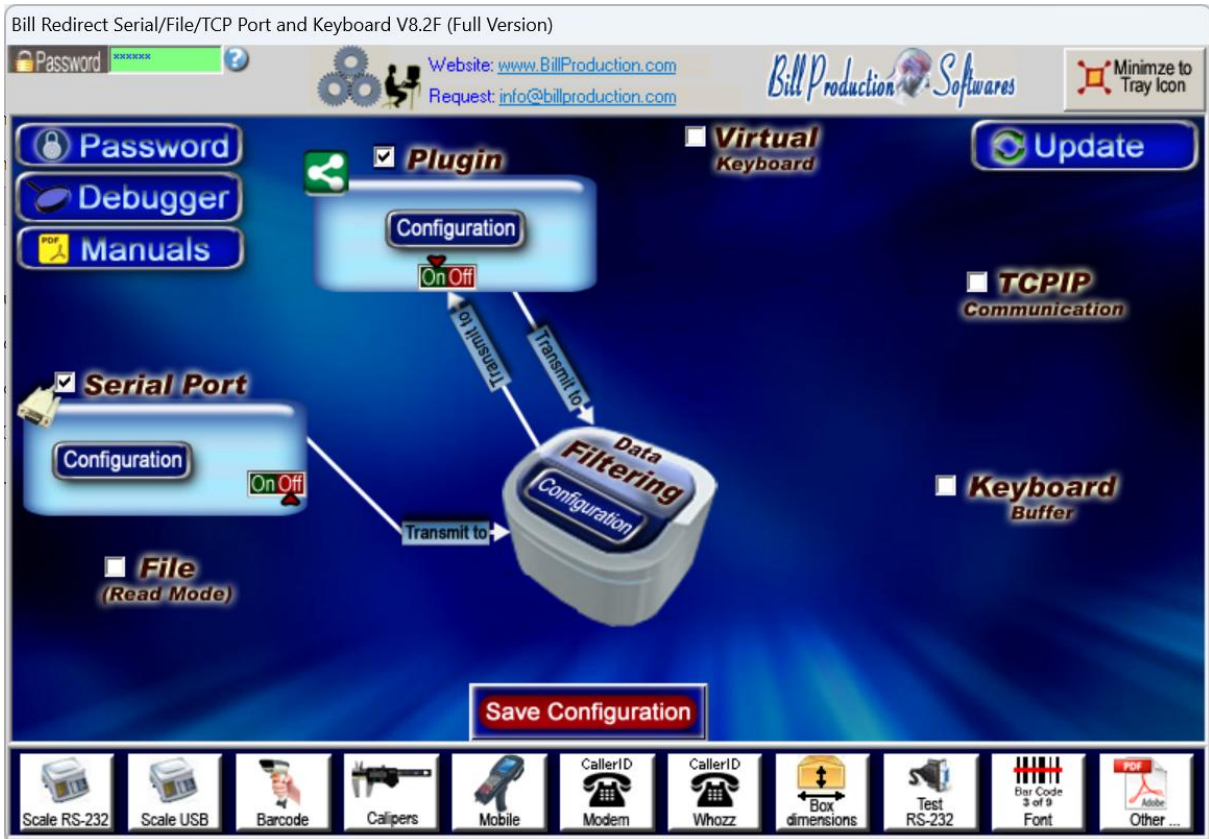 Bill Redirect Serial/File/TCP Port and Keyboard V8.2F (Full Version)
Password xxxxxx ?
Website: www.BillProduction.com
Request: info@billproduction.com
Bill Production Softwares
Minimze to
Tray Icon
Password
Debugger
PDF Manuals
Plugin
Configuration
On Off
Virtual
Keyboard
Update
TCPIP
Communication
Transmit to
Transmit to
Serial Port
Configuration
On Off
Transmit to
Data
Filtering
Configuration
Keyboard
Buffer
File
(Read Mode)
Save Configuration
Scale RS-232
Scale USB
Barcode
Calipers
Mobile
CallerID
Modem
CallerID
Whozz
Box
dimensions
Test
RS-232
Bar Code
3 of 9
Font
PDF
Adobe
Other ...